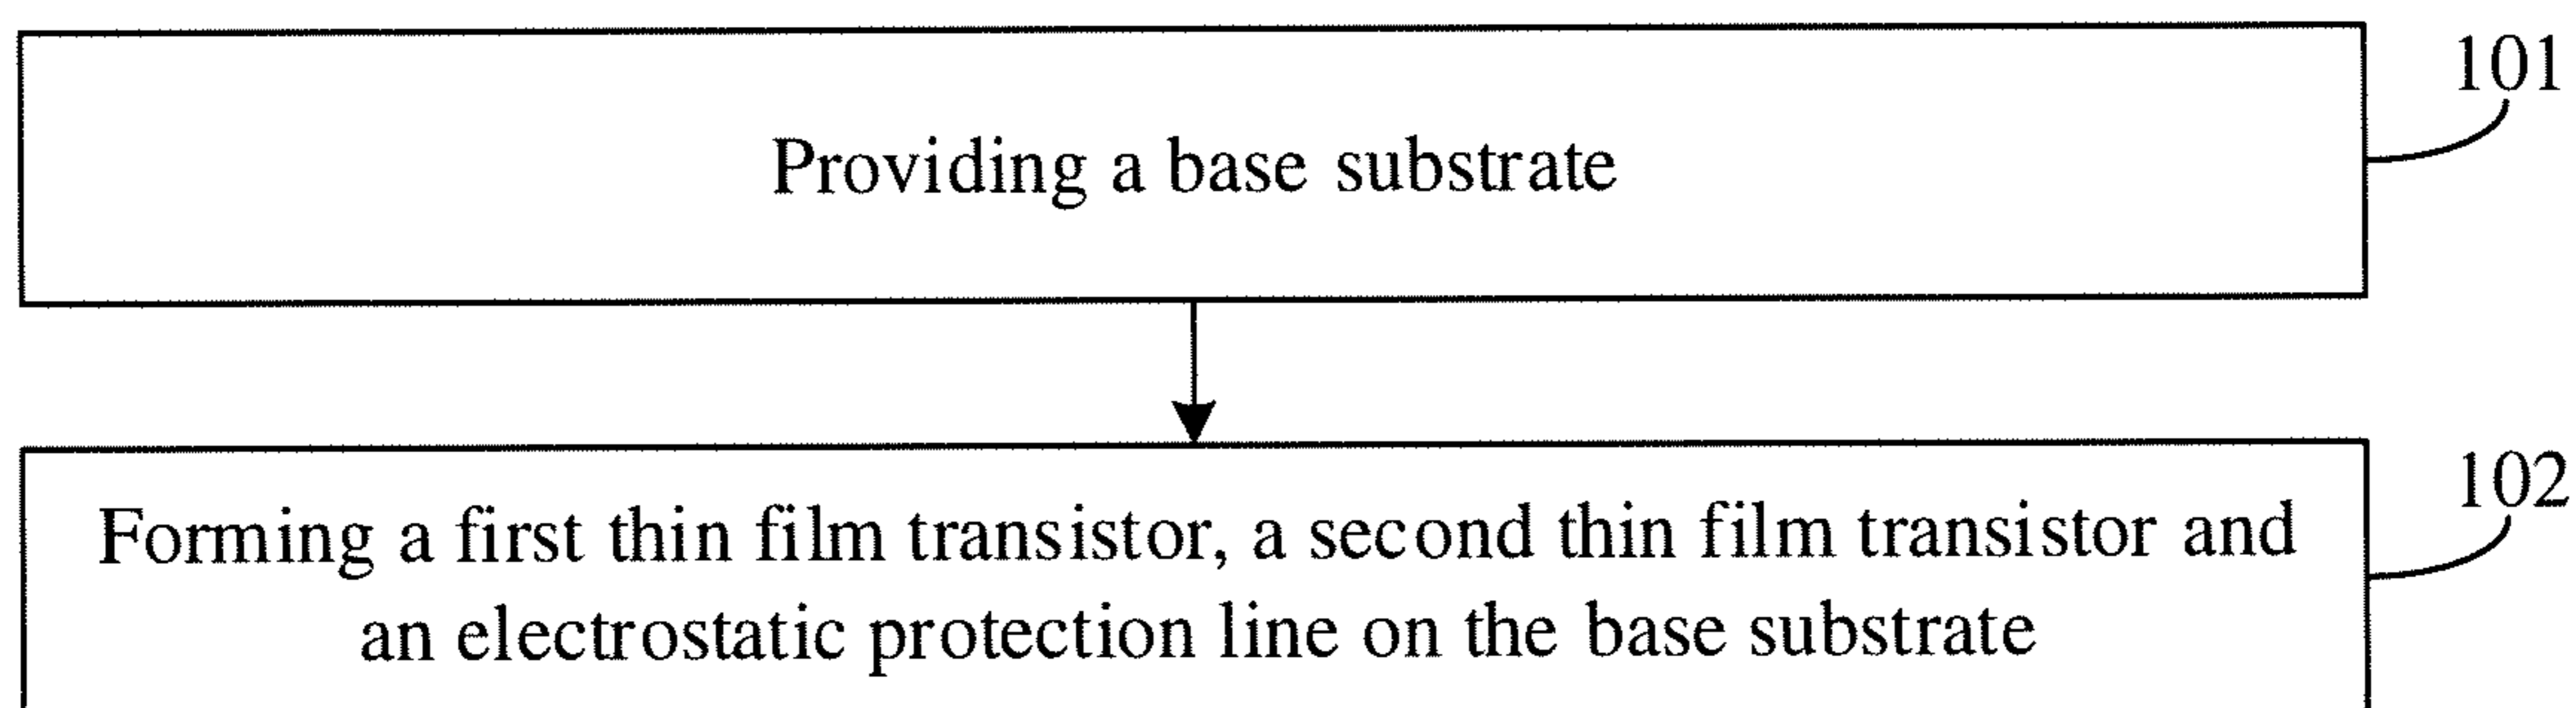 101
Providing a base substrate
102
Forming a first thin film transistor, a second thin film transistor and
an electrostatic protection line on the base substrate